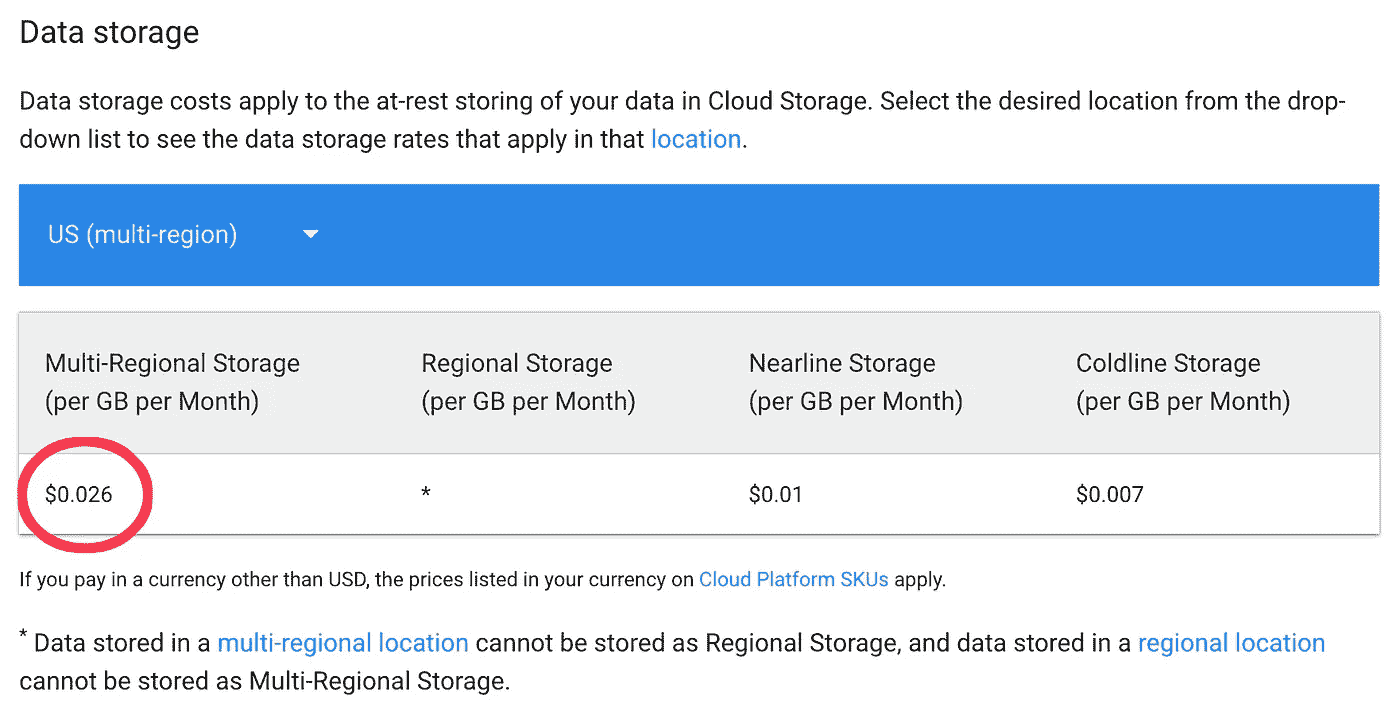 Data storage
Data storage costs apply to the at-rest storing of your data in Cloud Storage. Select the desired location from the drop-
down list to see the data storage rates that apply in that location.
US (multi-region)
Multi-Regional Storage Regional Storage Nearline Storage Coldline Storage
(per GB per Month) (per GB per Month) (per GB per Month) (per GB per Month)
$0.026 * $0.01 $0.007
If you pay in a currency other than USD, the prices listed in your currency on Cloud Platform SKUs apply.
* Data stored in a multi-regional location cannot be stored as Regional Storage, and data stored in a regional location
cannot be stored as Multi-Regional Storage.